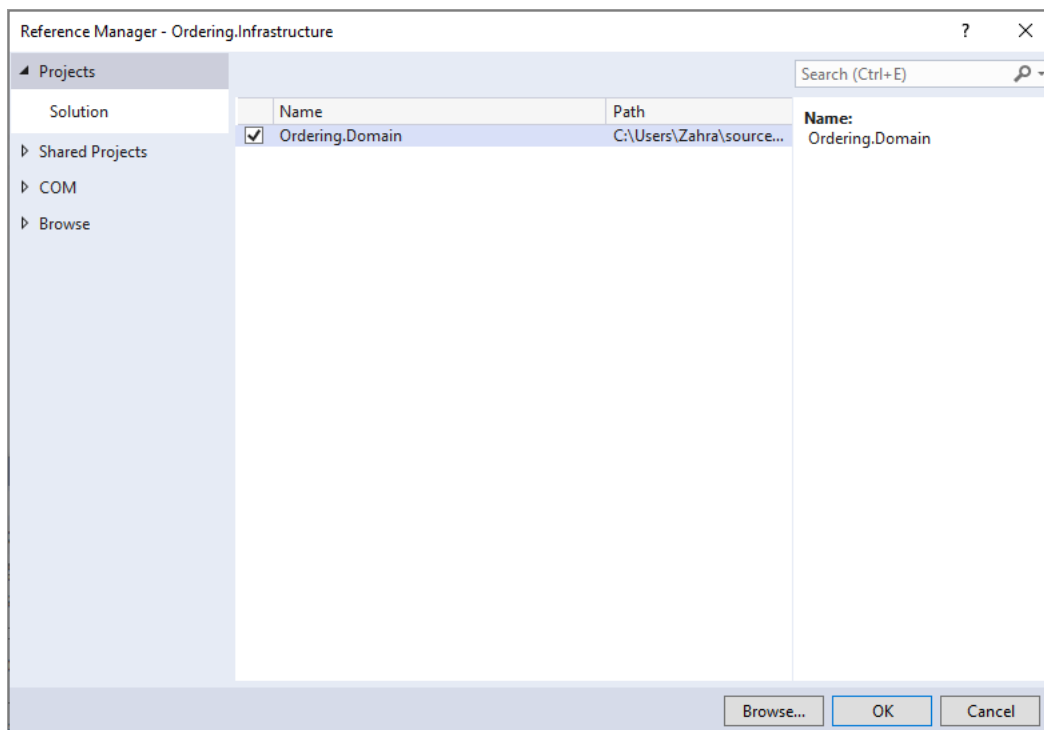 Reference Manager - Ordering.Infrastructure ?
Projects
Search (Ctrl+E)
Solution
Shared Projects
COM
Browse
Name Path
Ordering.Domain C:\Users\Zahra\source...
Name:
Ordering.Domain
Browse... OK Cancel